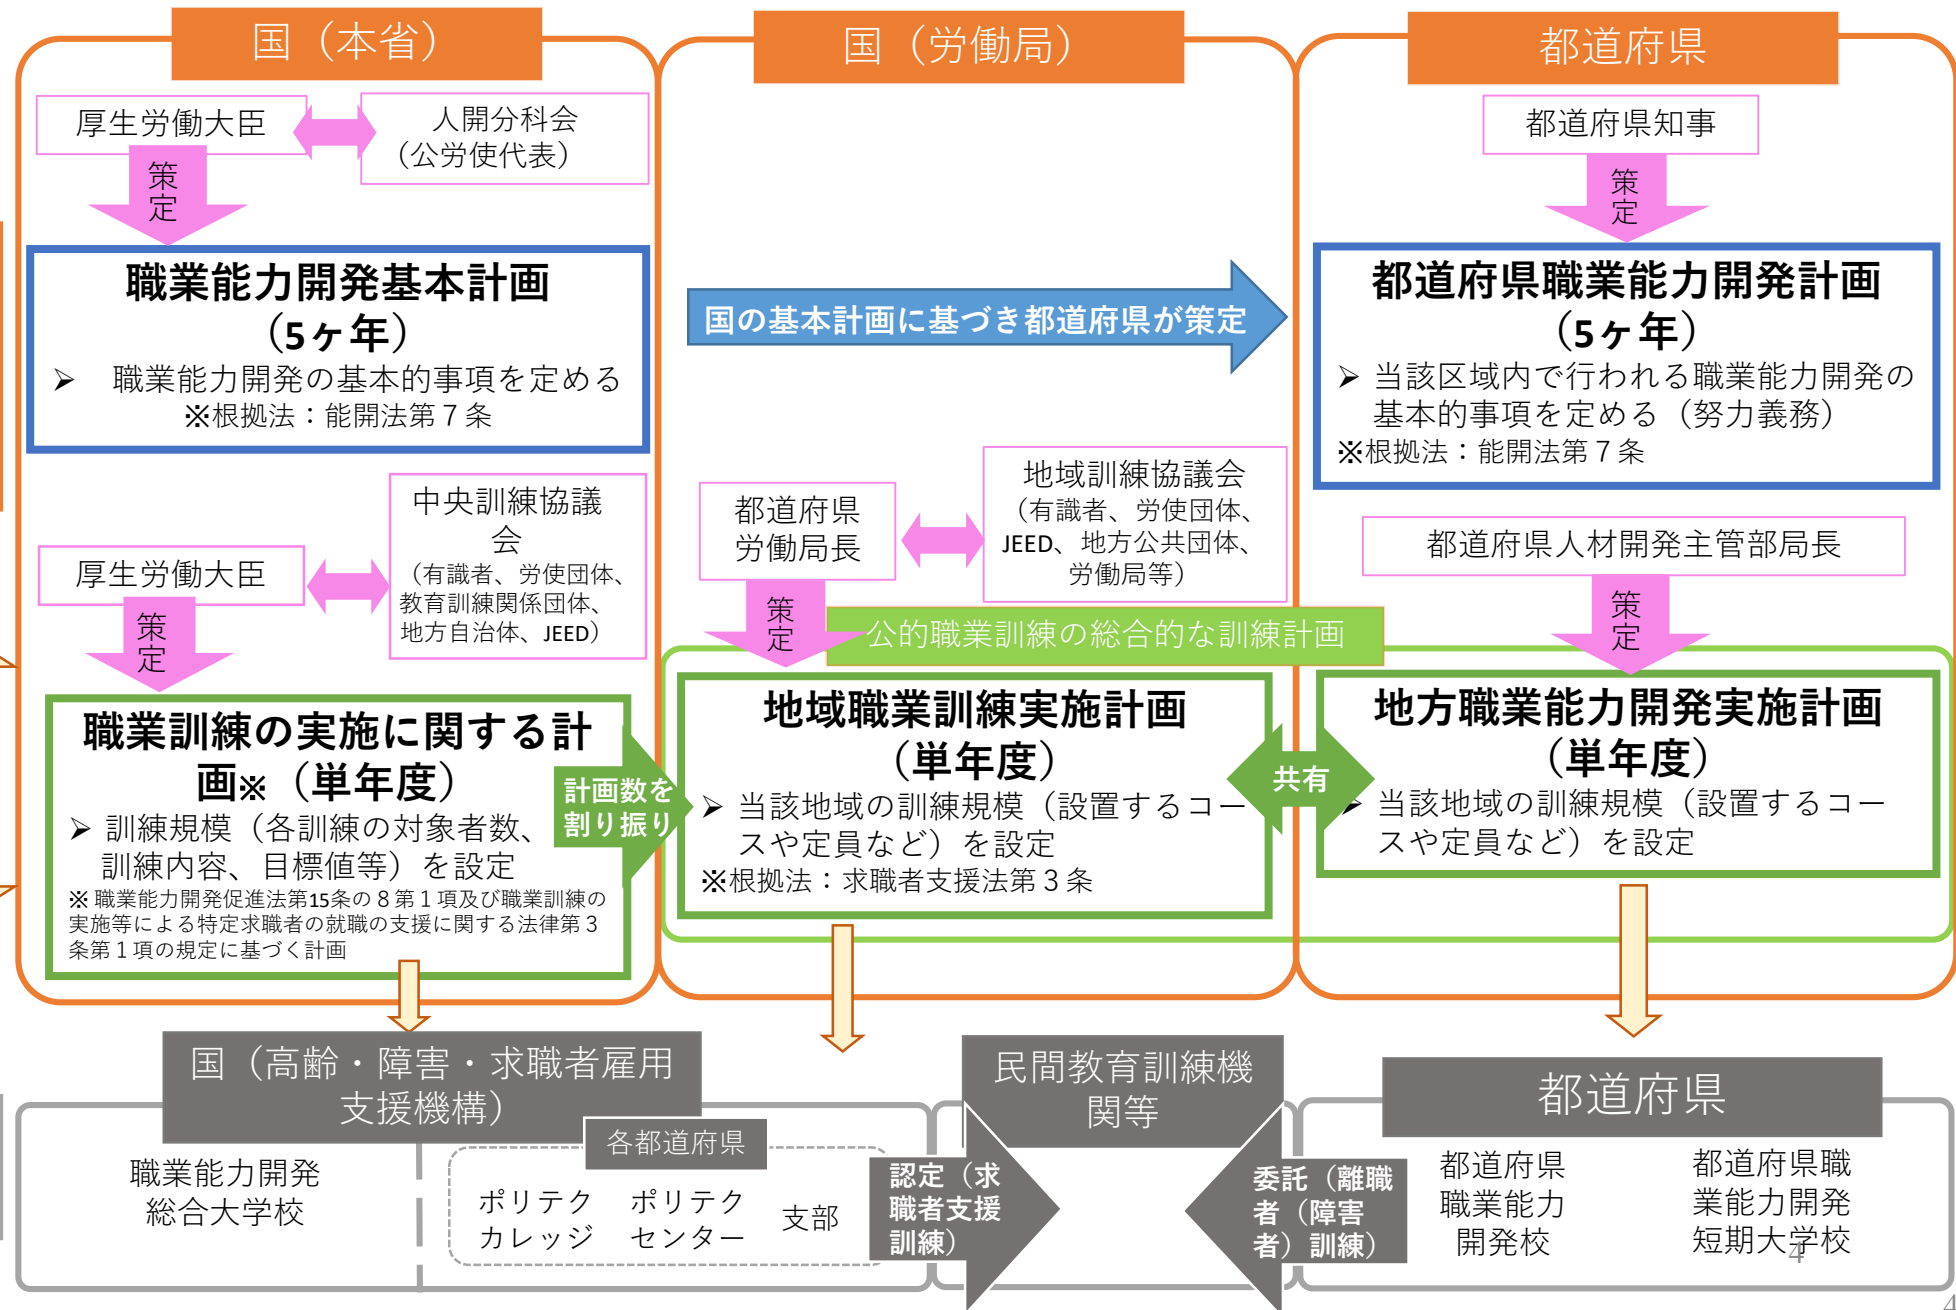 国（本省）
厚生労働大臣
人開分科会
（公労使代表）
策
定
職業能力開発基本計画
（5ヶ年）
➢ 職業能力開発の基本的事項を定める
※根拠法：能開法第７条
厚生労働大臣
中央訓練協議
会
（有識者、労使団体、
教育訓練関係団体、
地方自治体、JEED）
策
定
職業訓練の実施に関する計
画※（単年度）
➢ 訓練規模（各訓練の対象者数、
訓練内容、目標値等）を設定
※ 職業能力開発促進法第15条の８第１項及び職業訓練の
実施等による特定求職者の就職の支援に関する法律第３
条第１項の規定に基づく計画
計画数を
割り振り
国（労働局）
国の基本計画に基づき都道府県が策定
都道府県
労働局長
地域訓練協議会
（有識者、労使団体、
JEED、地方公共団体、
労働局等）
策
定
公的職業訓練の総合的な訓練計画
地域職業訓練実施計画
（単年度）
➢ 当該地域の訓練規模（設置するコー
スや定員など）を設定
※根拠法：求職者支援法第３条
共有
都道府県
都道府県知事
策
定
都道府県職業能力開発計画
（5ヶ年）
➢ 当該区域内で行われる職業能力開発の
基本的事項を定める（努力義務）
※根拠法：能開法第７条
都道府県人材開発主管部局長
策
定
地方職業能力開発実施計画
（単年度）
➢ 当該地域の訓練規模（設置するコー
スや定員など）を設定
国（高齢・障害・求職者雇用
支援機構）
職業能力開発
総合大学校
各都道府県
ポリテク
カレッジ
ポリテク
センター
支部
認定（求
職者支援
訓練）
民間教育訓練機
関等
委託（離職
者（障害
者）訓練）
都道府県
都道府県
職業能力
開発校
都道府県職
業能力開発
短期大学校
4
4